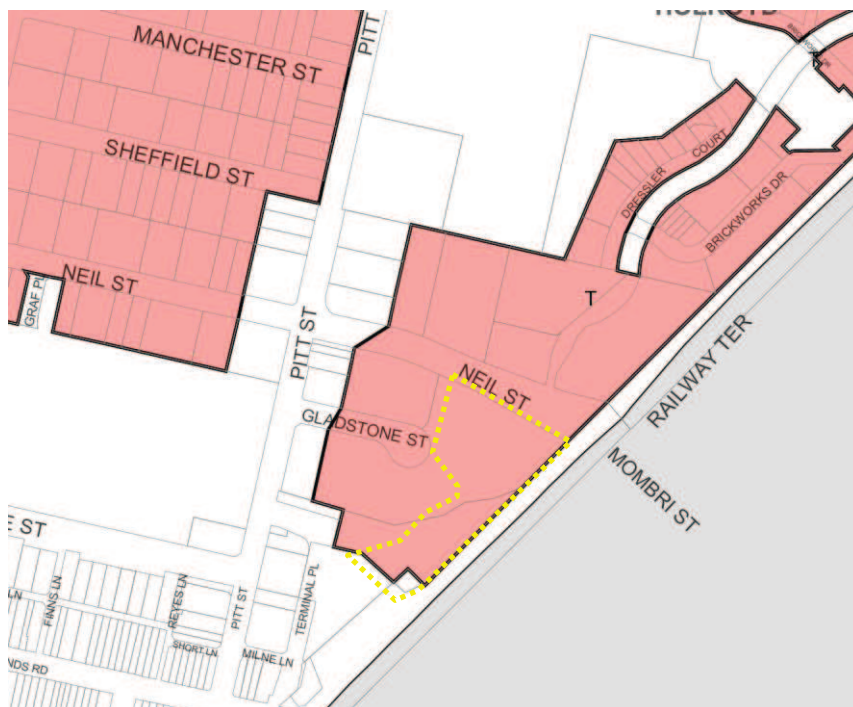 MANCHESTER ST
PITT
SHEFFIELD ST
DRESSLER
COURT
BRICKWORKS DR
NEIL ST
GRAF PL
PITT ST
T
RAILWAY TER
NEIL ST
GLADSTONE ST
MOMBRI ST
E ST
FINNS LN
REYES LN
PITT ST
TERMINAL PL
LN
SHORT LN
MILNE LN
NDS RD